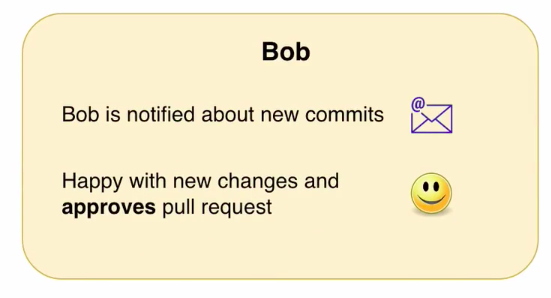 Bob
Bob is notified about new commits
@
Happy with new changes and
approves pull request